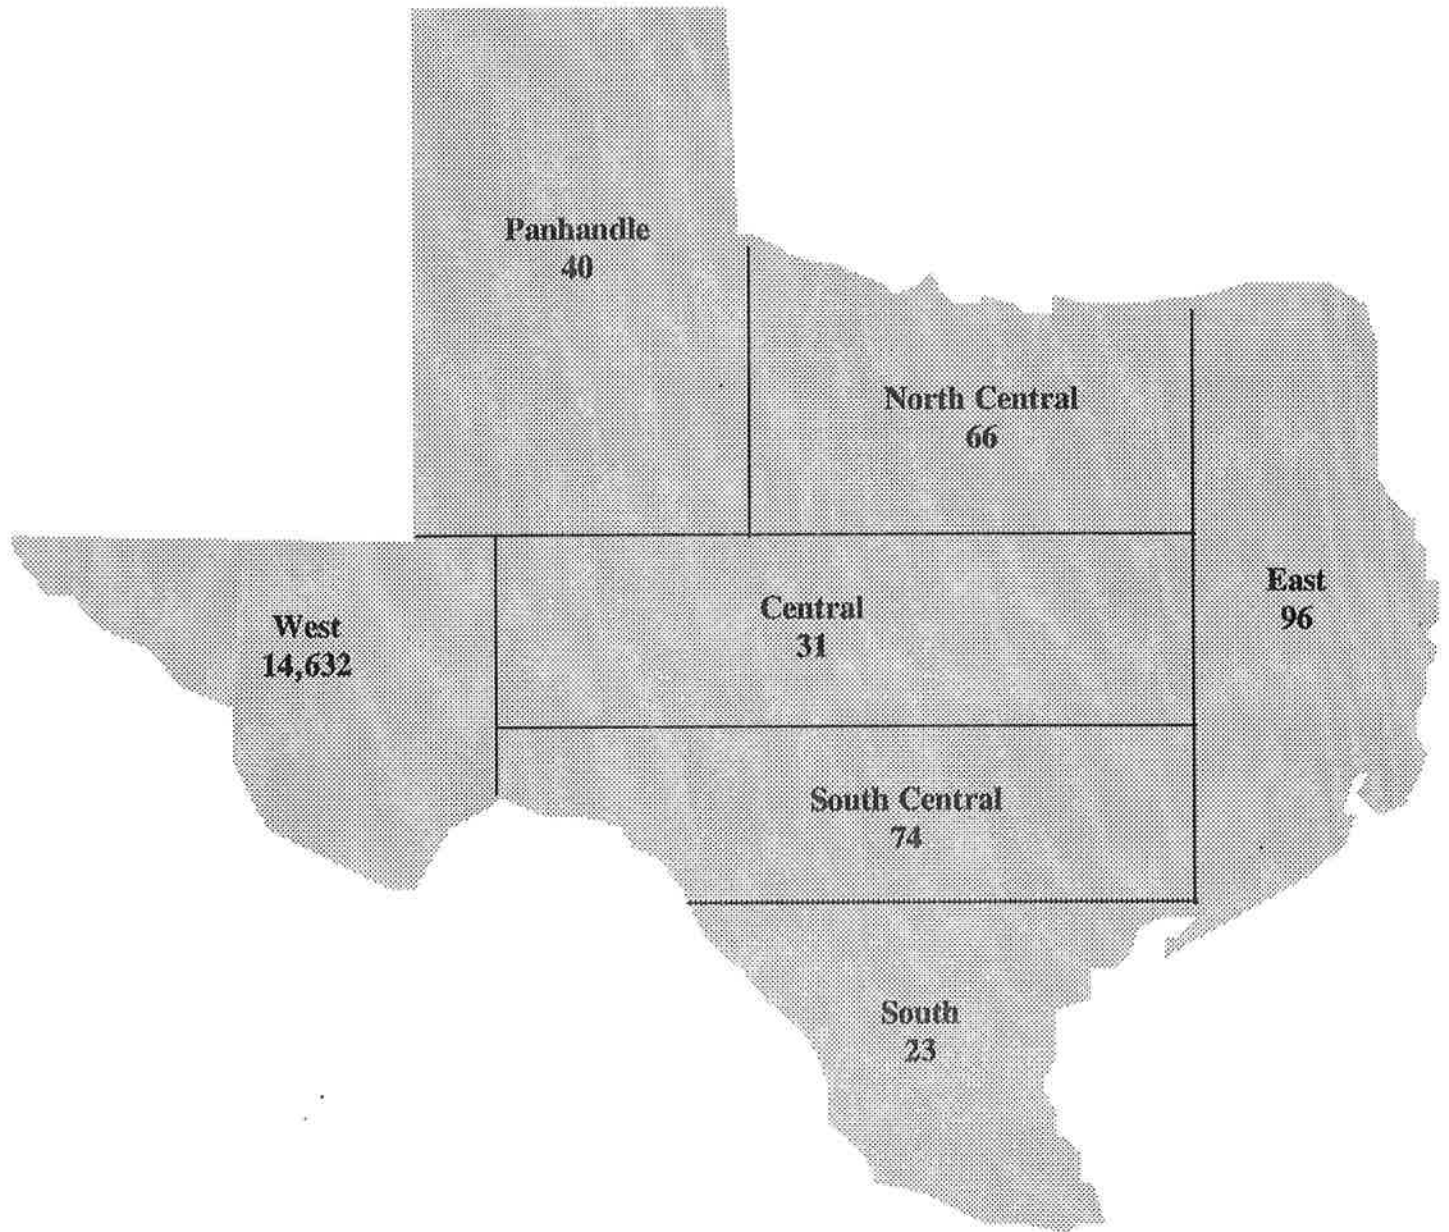 Panhandle
40
North Central
66
East
96
Central
31
West
14,632
South Central
74
South
23